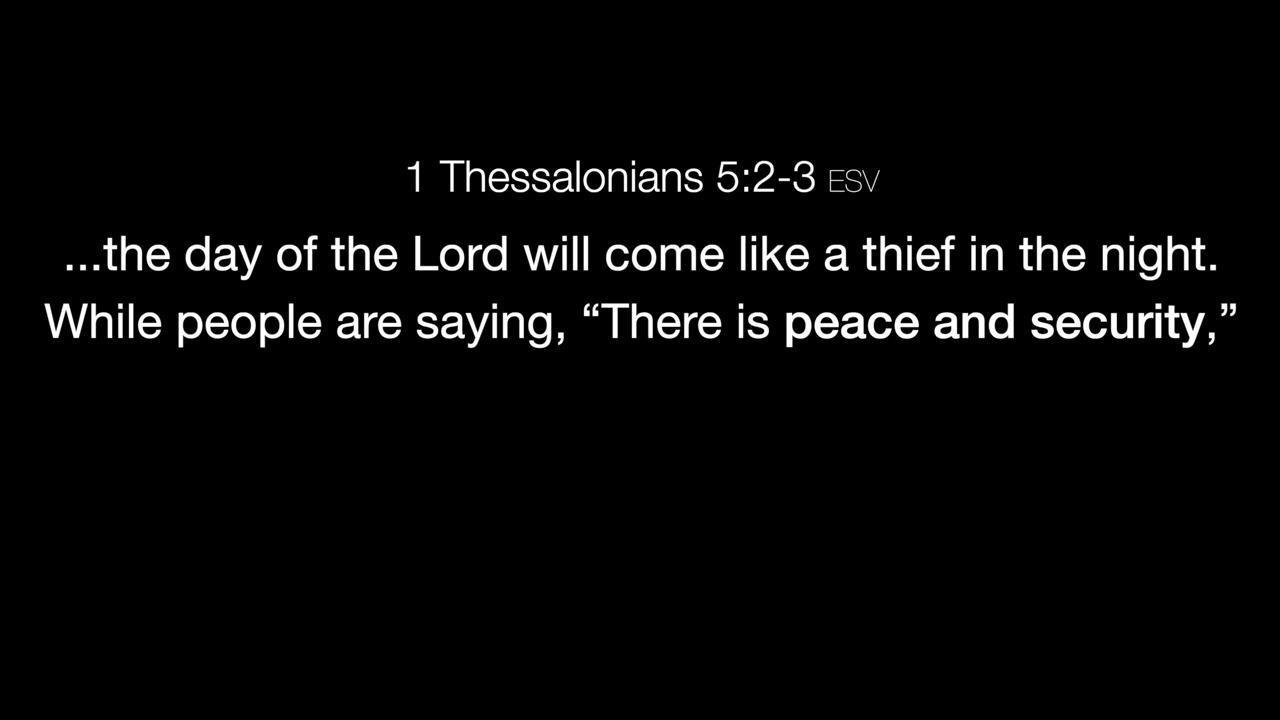 1 Thessalonians 5:2-3 ESV
...the day of the Lord will come like a thief in the night.
While people are saying, “There is peace and security,”